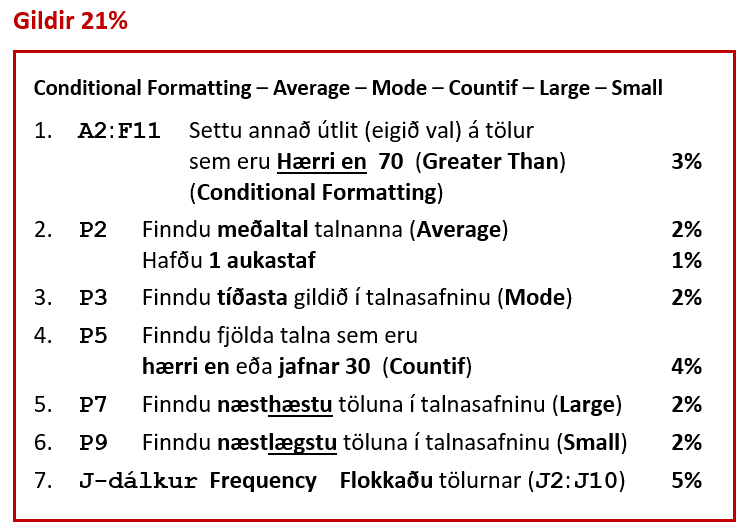 Gildir 21%
Conditional Formatting – Average – Mode – Countif – Large – Small
1. A2:F11 Settu annað útlit (eigið val) á tölur
sem eru Hærri en 70 (Greater Than) 3%
(Conditional Formatting)
2. P2 Finndu meðaltal talnanna (Average) 2%
Hafðu 1 aukastaf 1%
3. P3 Finndu tíðasta gildið í talnasafninu (Mode) 2%
4. P5 Finndu fjölda talna sem eru
hærri en eða jafnar 30 (Countif) 4%
5. P7 Finndu næsthæstu töluna í talnasafninu (Large) 2%
6. P9 Finndu næstlægstu töluna í talnasafninu (Small) 2%
7. J-dálkur Frequency Flokkaðu tölurnar (J2:J10) 5%